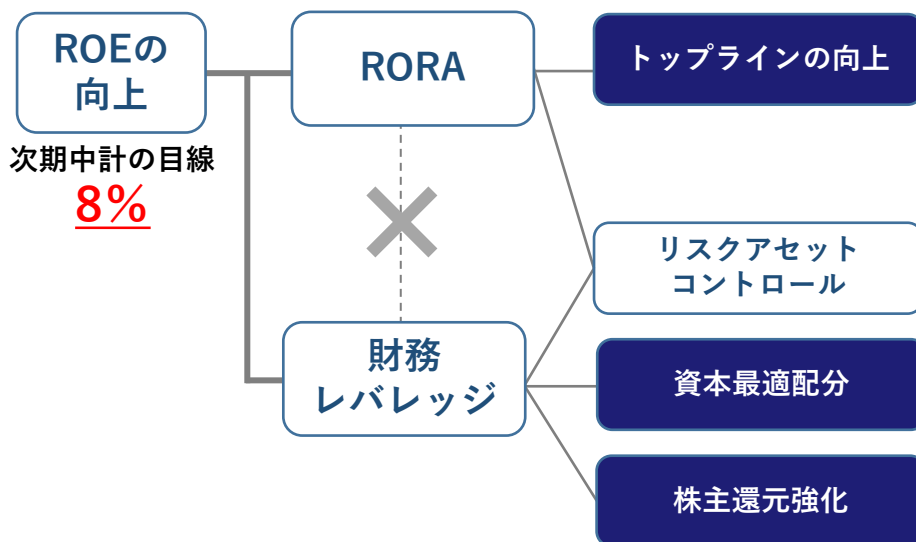 ROEの
向上
次期中計の目線
8%
RORA
財務
レバレッジ
トップラインの向上
リスクアセット
コントロール
資本最適配分
株主還元強化